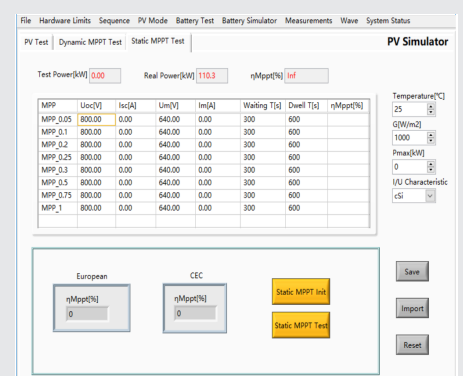 File Hardware Limits Sequence PV Mode Battery Test Battery Simulator Measurements Wave System Status
PV Test Dynamic MPPT Test Static MPPT Test PV Simulator
Test Power[kW] 0.00 Real Power[kW] 110.3 ηMppt[%] Inf
Temperature[°C]
25
G[W/m2]
1000
Pmax[kW]
0
I/U Characteristic
cSi
MPP Uoc[V] Isc[A] Um[V] Im[A] Waiting T[s] Dwell T[s] ηMppt[%]
MPP_0.05 800.00 0.00 640.00 0.00 300 600
MPP_0.1 800.00 0.00 640.00 0.00 300 600
MPP_0.2 800.00 0.00 640.00 0.00 300 600
MPP_0.25 800.00 0.00 640.00 0.00 300 600
MPP_0.3 800.00 0.00 640.00 0.00 300 600
MPP_0.5 800.00 0.00 640.00 0.00 300 600
MPP_0.75 800.00 0.00 640.00 0.00 300 600
MPP_1 800.00 0.00 640.00 0.00 300 600
European
ηMppt[%]
0
CEC
ηMppt[%]
0
Static MPPT Init
Static MPPT Test
Save
Import
Reset